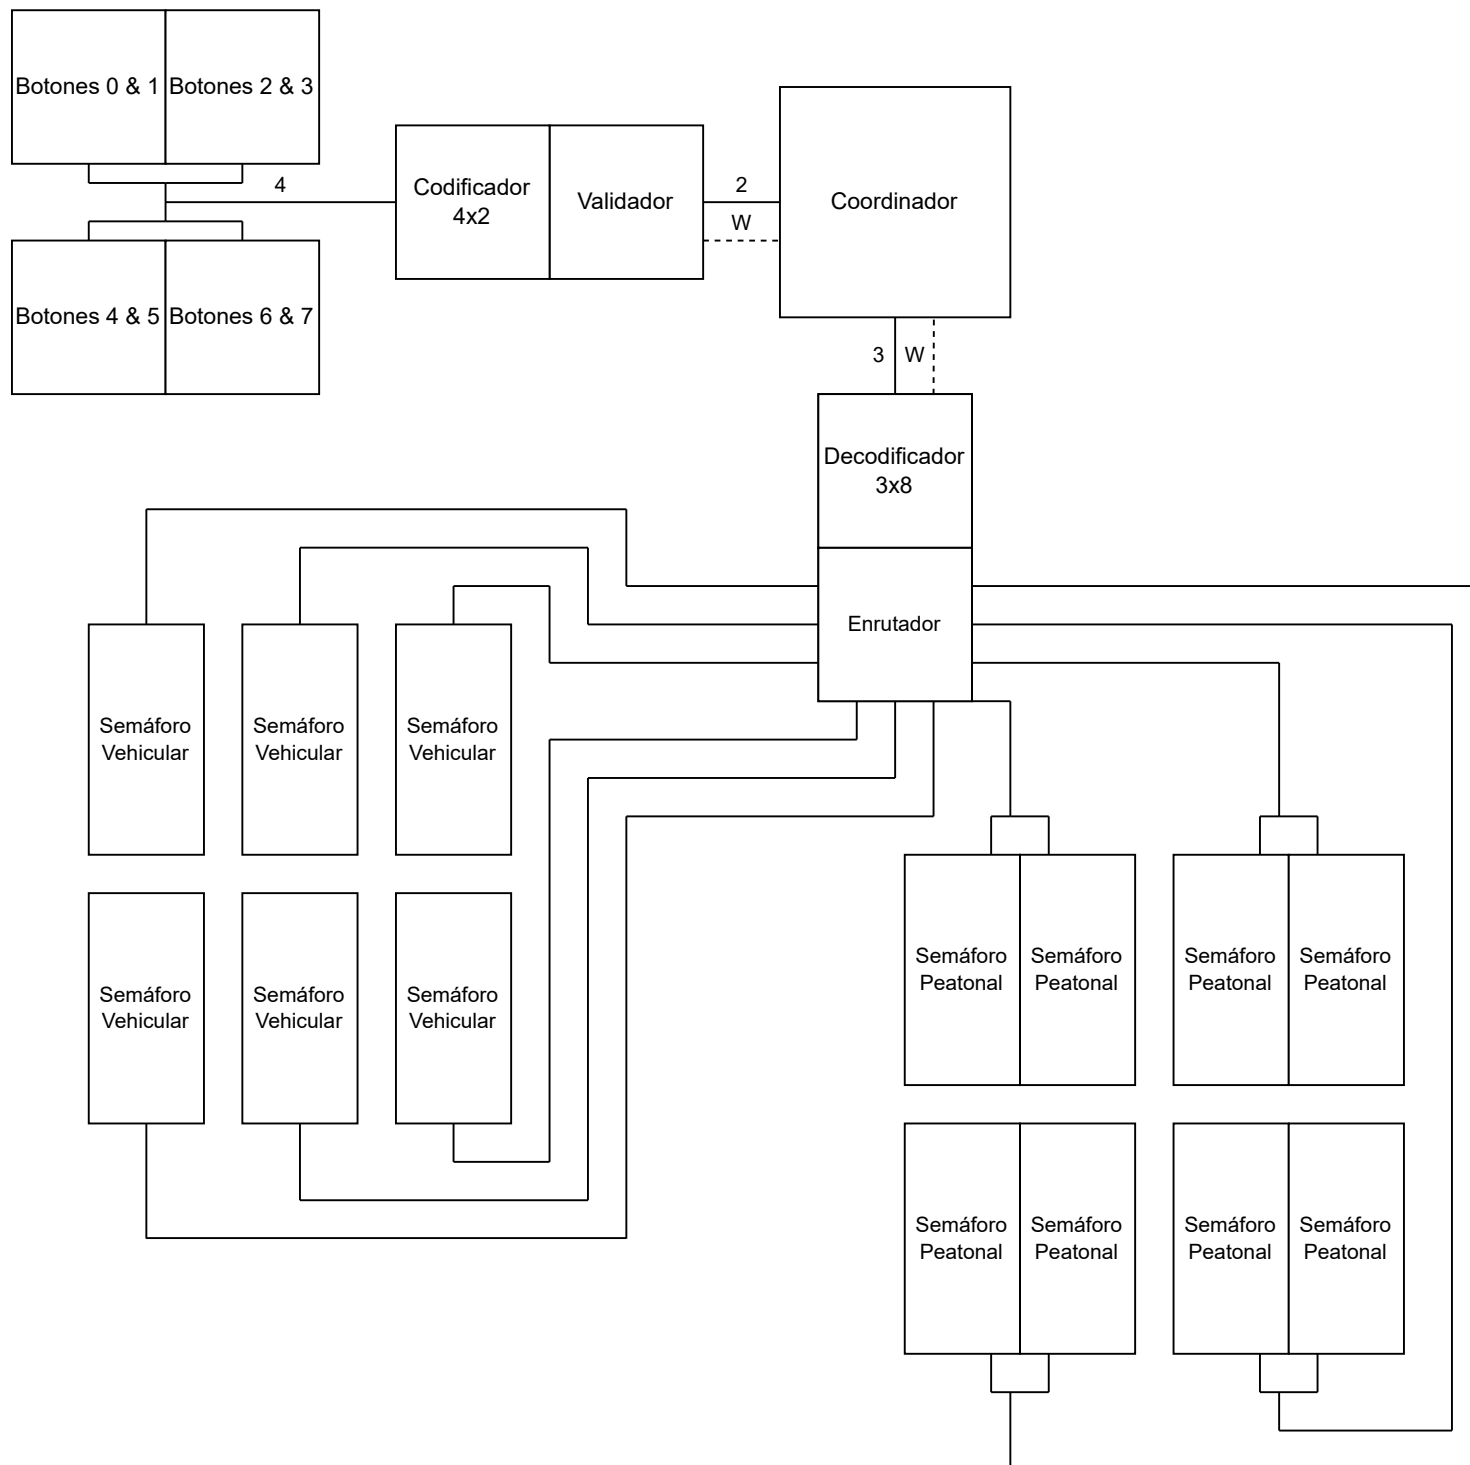 Botones 0 & 1
Botones 2 & 3
4
Codificador
4x2
Validador
2
W
Coordinador
Botones 4 & 5
Botones 6 & 7
3
W
Decodificador
3x8
Enrutador
Semáforo
Vehicular
Semáforo
Vehicular
Semáforo
Vehicular
Semáforo
Vehicular
Semáforo
Vehicular
Semáforo
Vehicular
Semáforo
Peatonal
Semáforo
Peatonal
Semáforo
Peatonal
Semáforo
Peatonal
Semáforo
Peatonal
Semáforo
Peatonal
Semáforo
Peatonal
Semáforo
Peatonal